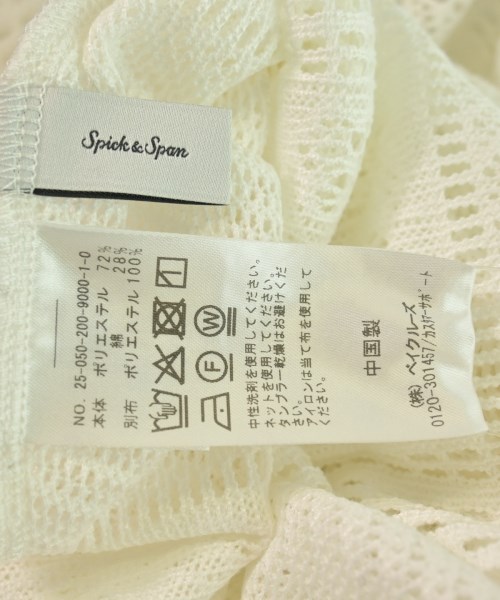 Spick & Span
NO. 25-050-200-9000-1-0
本体 ポリエステル 72%
綿 28%
別布 ポリエステル 100%
F
W
中性洗剤を使用してください。
ネットを使用してください。
タンブラー乾燥はお避けくだ
さい。
アイロンは当て布を使用して
ください。
中国製
(株) ベイクルーズ
0120-301457/カスタマーサポート